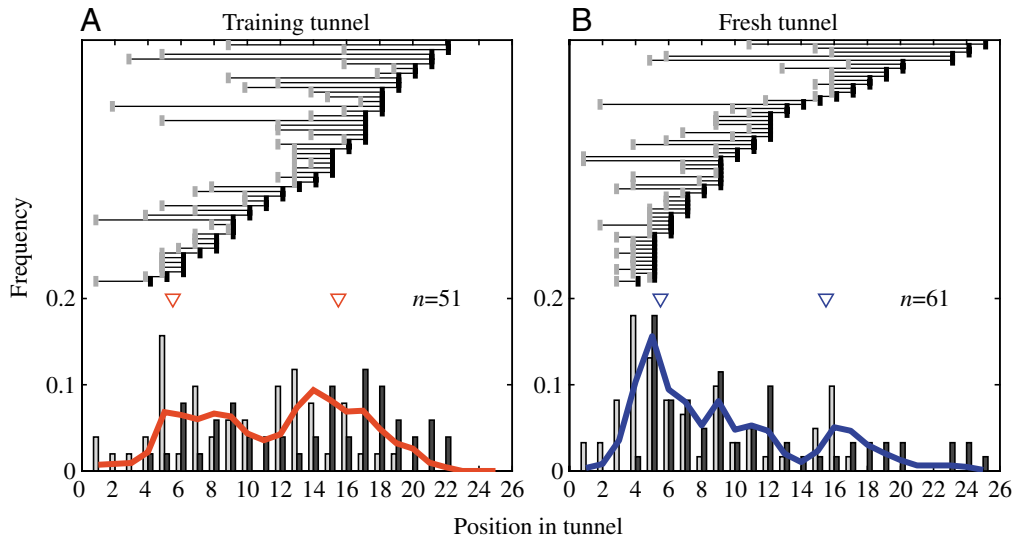 A Training tunnel
B Fresh tunnel
Frequency
n=51
n=61
0.2
0.1
0
0.2
0.1
0
0 2 4 6 8 10 12 14 16 18 20 22 24 26
0 2 4 6 8 10 12 14 16 18 20 22 24 26
Position in tunnel